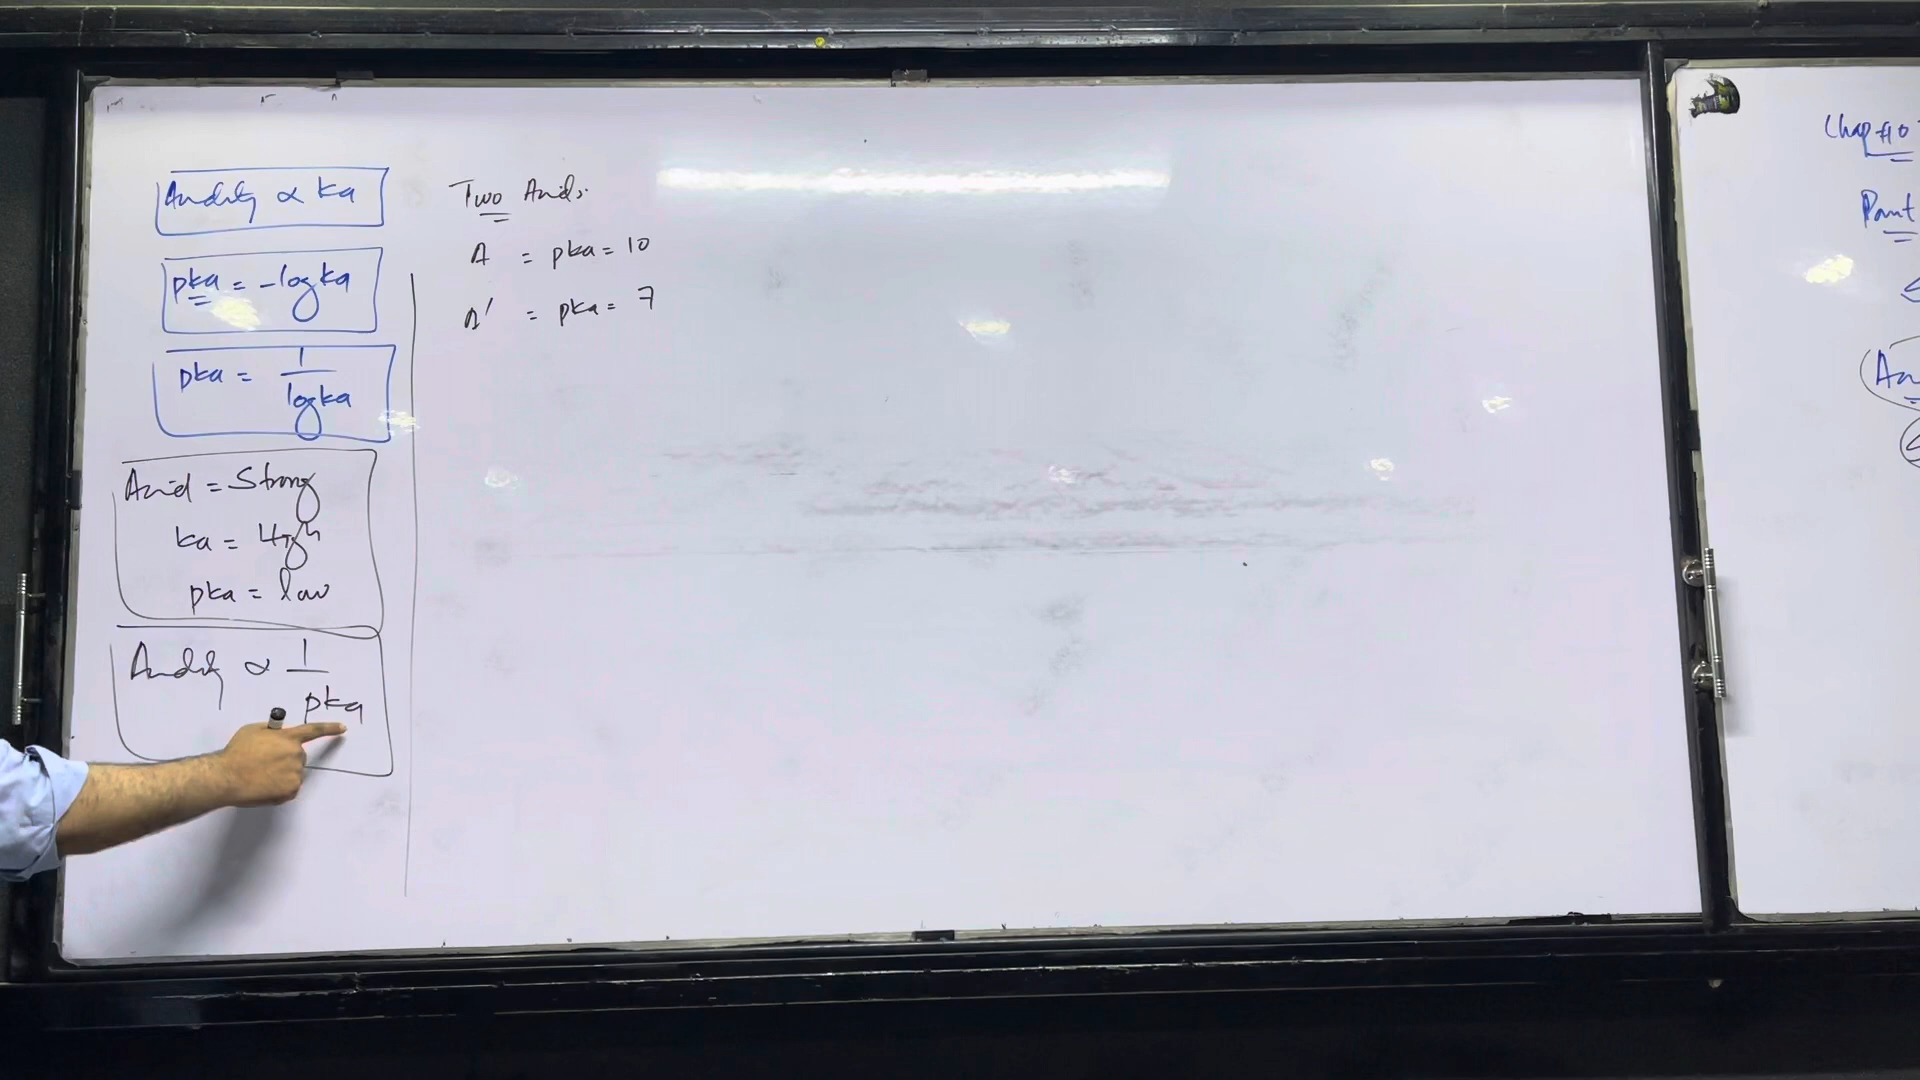 Acidity ∝ Ka
pKa = -log Ka
pKa = 1/log Ka
Acid = Strong
Ka = High
pKa = low
Acidity ∝ 1/pKa
Two Acids
A = pKa = 10
A' = pKa = 7
Chap #10
Part